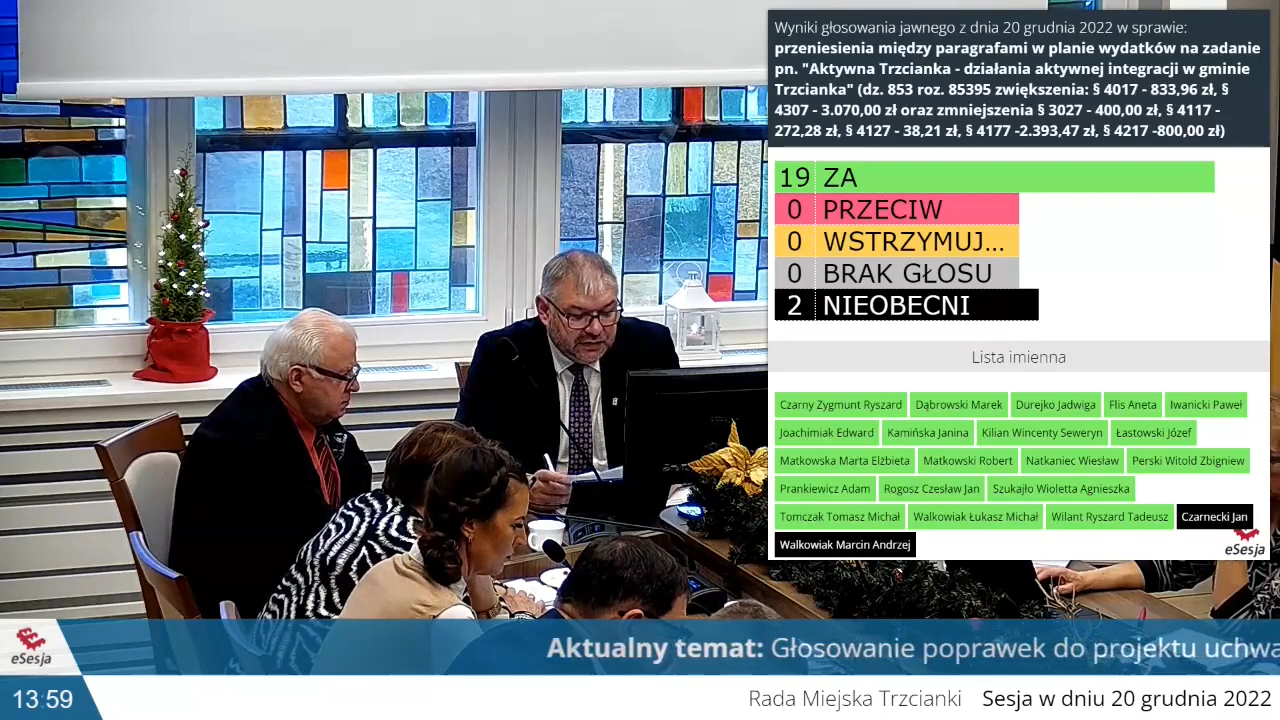 Wyniki głosowania jawnego z dnia 20 grudnia 2022 w sprawie:
przeniesienia między paragrafami w planie wydatków na zadanie
pn. "Aktywna Trzcianka - działania aktywnej integracji w gminie
Trzcianka" (dz. 853 roz. 85395 zwiększenia: § 4017 - 833,96 zł, §
4307 - 3.070,00 zł oraz zmniejszenia § 3027 - 400,00 zł, § 4117 -
272,28 zł, § 4127 - 38,21 zł, § 4177 -2.393,47 zł, § 4217 -800,00 zł)
19 ZA
0 PRZECIW
0 WSTRZYMUJ...
0 BRAK GŁOSU
2 NIEOBECNI
Lista imienna
Czarny Zygmunt Ryszard Dąbrowski Marek Durejko Jadwiga Flis Aneta Iwanicki Paweł
Joachimiak Edward Kamińska Janina Kilian Wincenty Seweryn Łastowski Józef
Matkowska Marta Elżbieta Matkowski Robert Natkaniec Wiesław Perski Witold Zbigniew
Prankiewicz Adam Rogosz Czesław Jan Szukajło Wioletta Agnieszka
Tomczak Tomasz Michał Walkowiak Łukasz Michał Wilant Ryszard Tadeusz Czarnecki Jan
Walkowiak Marcin Andrzej
eSesja
eSesja
Aktualny temat: Głosowanie poprawek do projektu uchwa
13:59
Rada Miejska Trzcianki Sesja w dniu 20 grudnia 2022